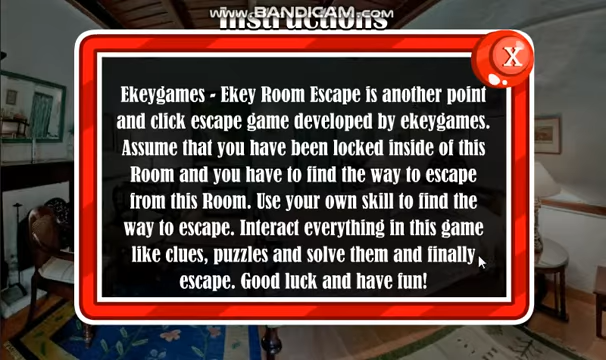 www.BANDICAM.com
Instructions
X
Ekeygames - Ekey Room Escape is another point
and click escape game developed by ekeygames.
Assume that you have been locked inside of this
Room and you have to find the way to escape
from this Room. Use your own skill to find the
way to escape. Interact everything in this game
like clues, puzzles and solve them and finally
escape. Good luck and have fun!